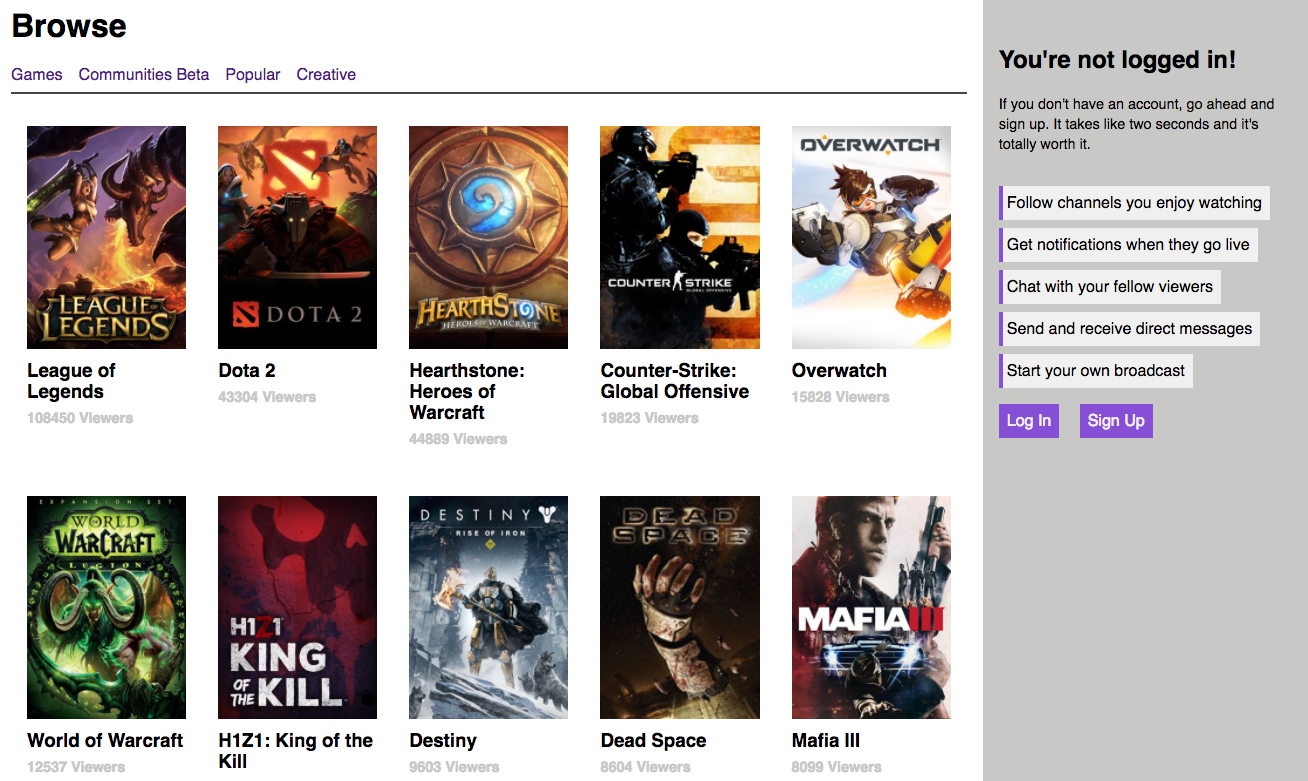 Browse
Games Communities Beta Popular Creative
LEAGUE OF
LEGENDS
League of
Legends
108450 Viewers
DOTA 2
Dota 2
43304 Viewers
HEARTHSTONE
HEROES OF WARCRAFT
Hearthstone:
Heroes of
Warcraft
44889 Viewers
COUNTER STRIKE
GLOBAL OFFENSIVE
Counter-Strike:
Global Offensive
19823 Viewers
OVERWATCH
Overwatch
15828 Viewers
EXPANSION SET
WORLD
OF
WARCRAFT
LEGION
World of Warcraft
12537 Viewers
H1Z1
KING
OF THE KILL
H1Z1: King of the
Kill
DESTINY
RISE OF IRON
Destiny
9603 Viewers
DEAD
SPACE
Dead Space
8604 Viewers
MAFIA III
Mafia III
8099 Viewers
You're not logged in!
If you don't have an account, go ahead and
sign up. It takes like two seconds and it's
totally worth it.
Follow channels you enjoy watching
Get notifications when they go live
Chat with your fellow viewers
Send and receive direct messages
Start your own broadcast
Log In Sign Up